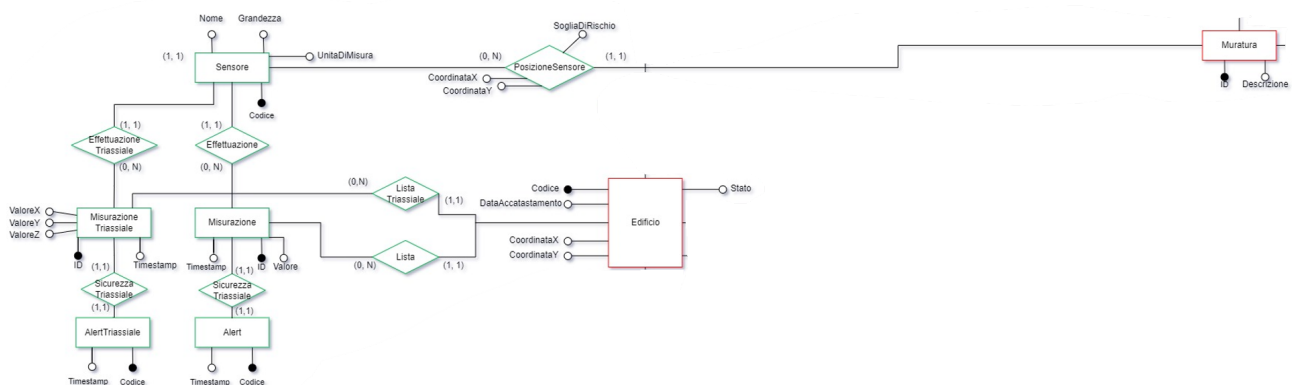 SogliaDiRischio
Nome
Grandezza
(1, 1)
Sensore
UnitaDiMisura
(0, N)
PosizioneSensore
(1, 1)
CoordinataX
CoordinataY
Muratura
ID
Descrizione
Codice
(1, 1)
Effettuazione
Triassiale
(0, N)
(1, 1)
Effettuazione
(0, N)
(0,N)
Lista
Triassiale
(1,1)
Codice
DataAccatastamento
CoordinataX
CoordinataY
Edificio
Stato
ValoreX
ValoreY
ValoreZ
Misurazione
Triassiale
ID
Timestamp
Misurazione
Timestamp
ID
Valore
(0, N)
Lista
(1, 1)
(1,1)
Sicurezza
Triassiale
(1,1)
(1,1)
Sicurezza
Triassiale
(1,1)
AlertTriassiale
Timestamp
Codice
Alert
Timestamp
Codice